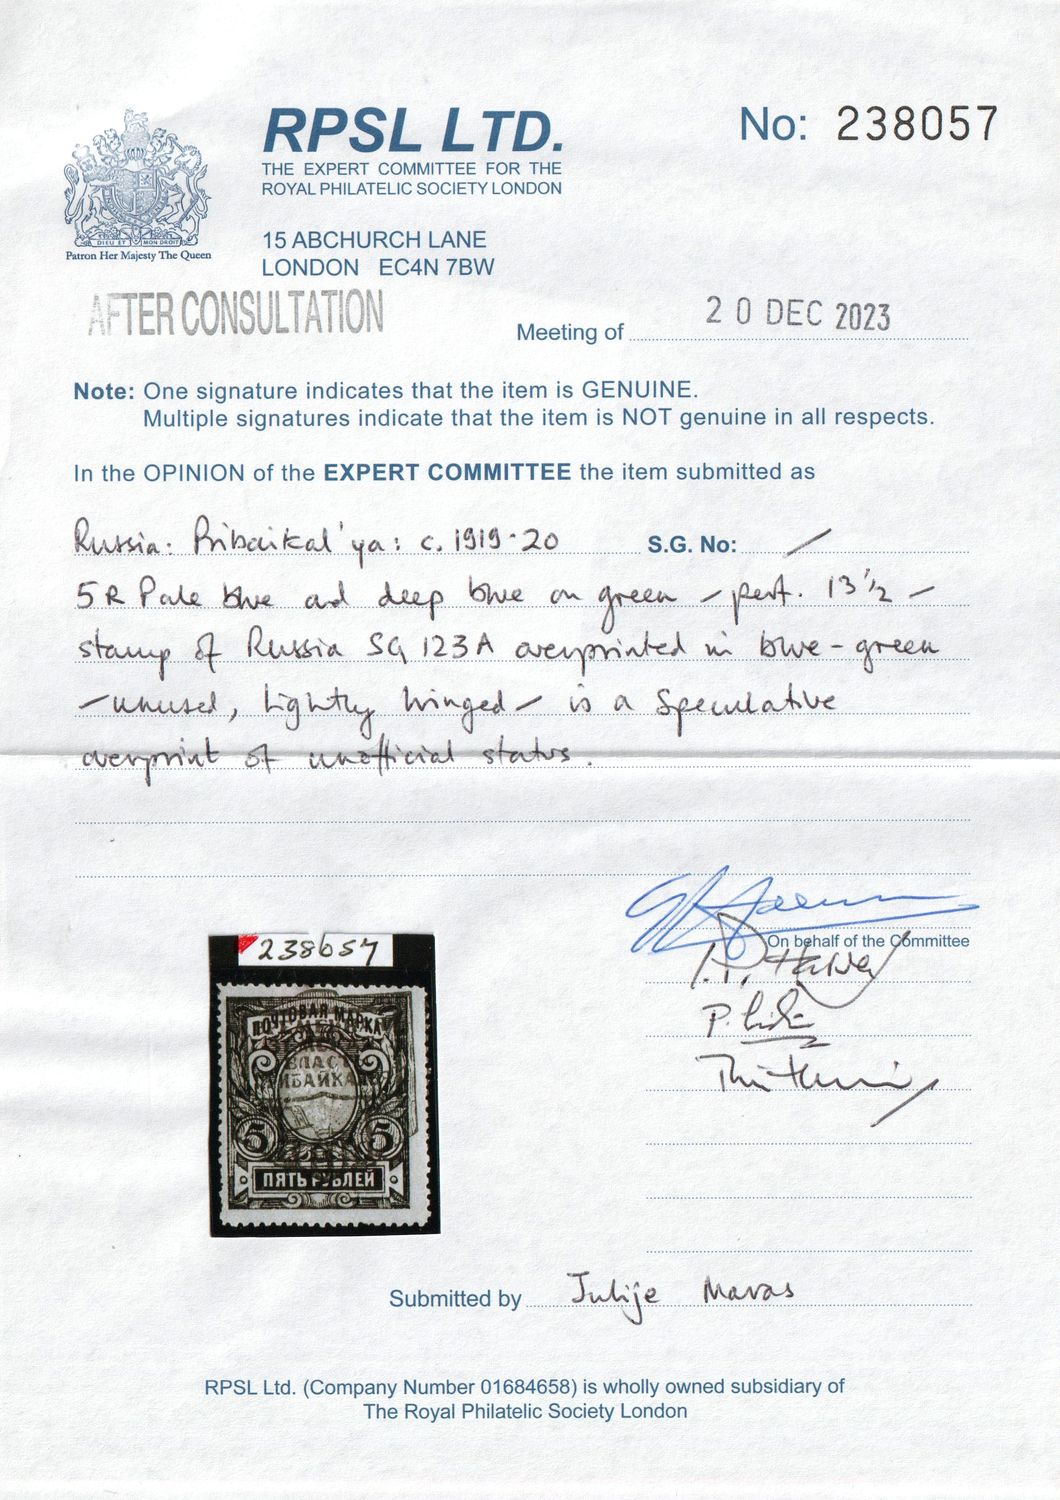 RPSL LTD.
THE EXPERT COMMITTEE FOR THE
ROYAL PHILATELIC SOCIETY LONDON
No: 238057
DIEU ET MON DROIT
Patron Her Majesty The Queen
15 ABCHURCH LANE
LONDON EC4N 7BW
AFTER CONSULTATION
Meeting of 20 DEC 2023
Note: One signature indicates that the item is GENUINE.
Multiple signatures indicate that the item is NOT genuine in all respects.
In the OPINION of the EXPERT COMMITTEE the item submitted as
Russia: Pribaikal'ya: c. 1919-20 S.G. No: /
5R Pale blue and deep blue on green - perf. 13½ -
stamp of Russia SG 123A overprinted in blue-green
- unused, lightly hinged - is a speculative
overprint of unofficial status.
On behalf of the Committee
238057
ПОЧТОВАЯ МАРКА
ВЛАСТ
ИБАЙКА
5 5
ПЯТЬ РУБЛЕЙ
Submitted by Julije Maras
RPSL Ltd. (Company Number 01684658) is wholly owned subsidiary of
The Royal Philatelic Society London